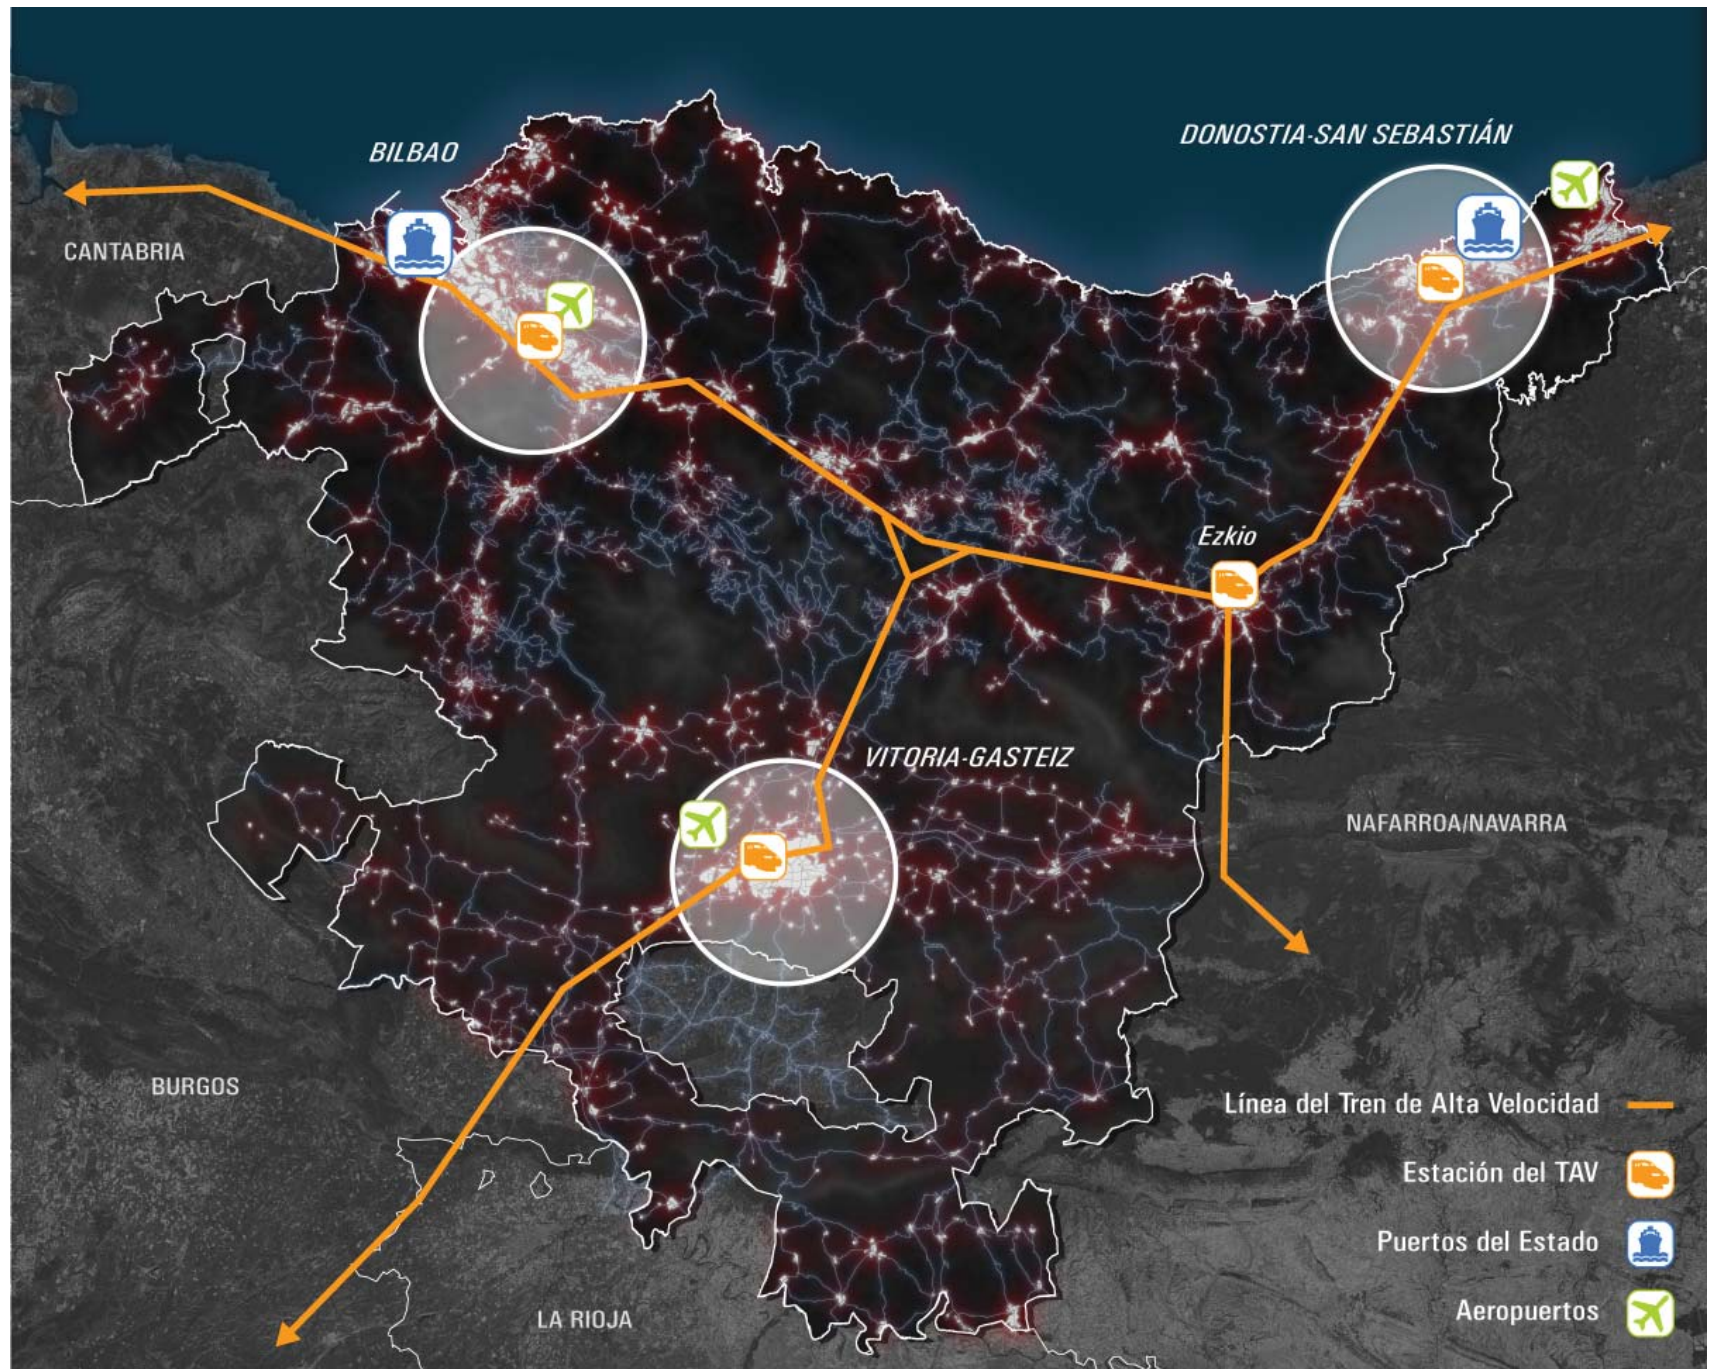 DONOSTIA-SAN SEBASTIÁN
BILBAO
CANTABRIA
Ezkio
VITORIA-GASTEIZ
NAFARROA/NAVARRA
BURGOS
LA RIOJA
Línea del Tren de Alta Velocidad
Estación del TAV
Puertos del Estado
Aeropuertos